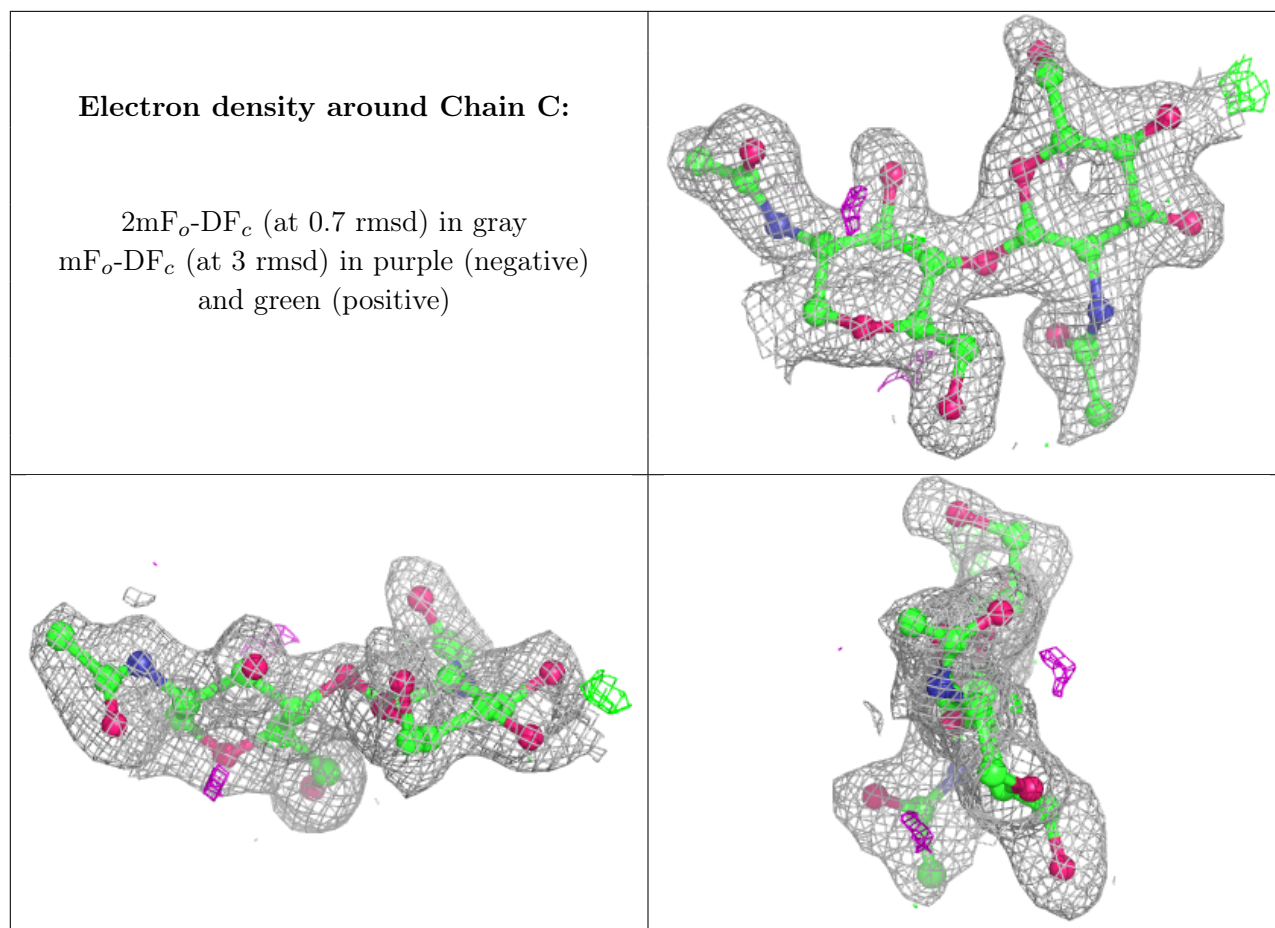 Electron density around Chain C:
2mFo-DFc (at 0.7 rmsd) in gray
mFo-DFc (at 3 rmsd) in purple (negative)
and green (positive)